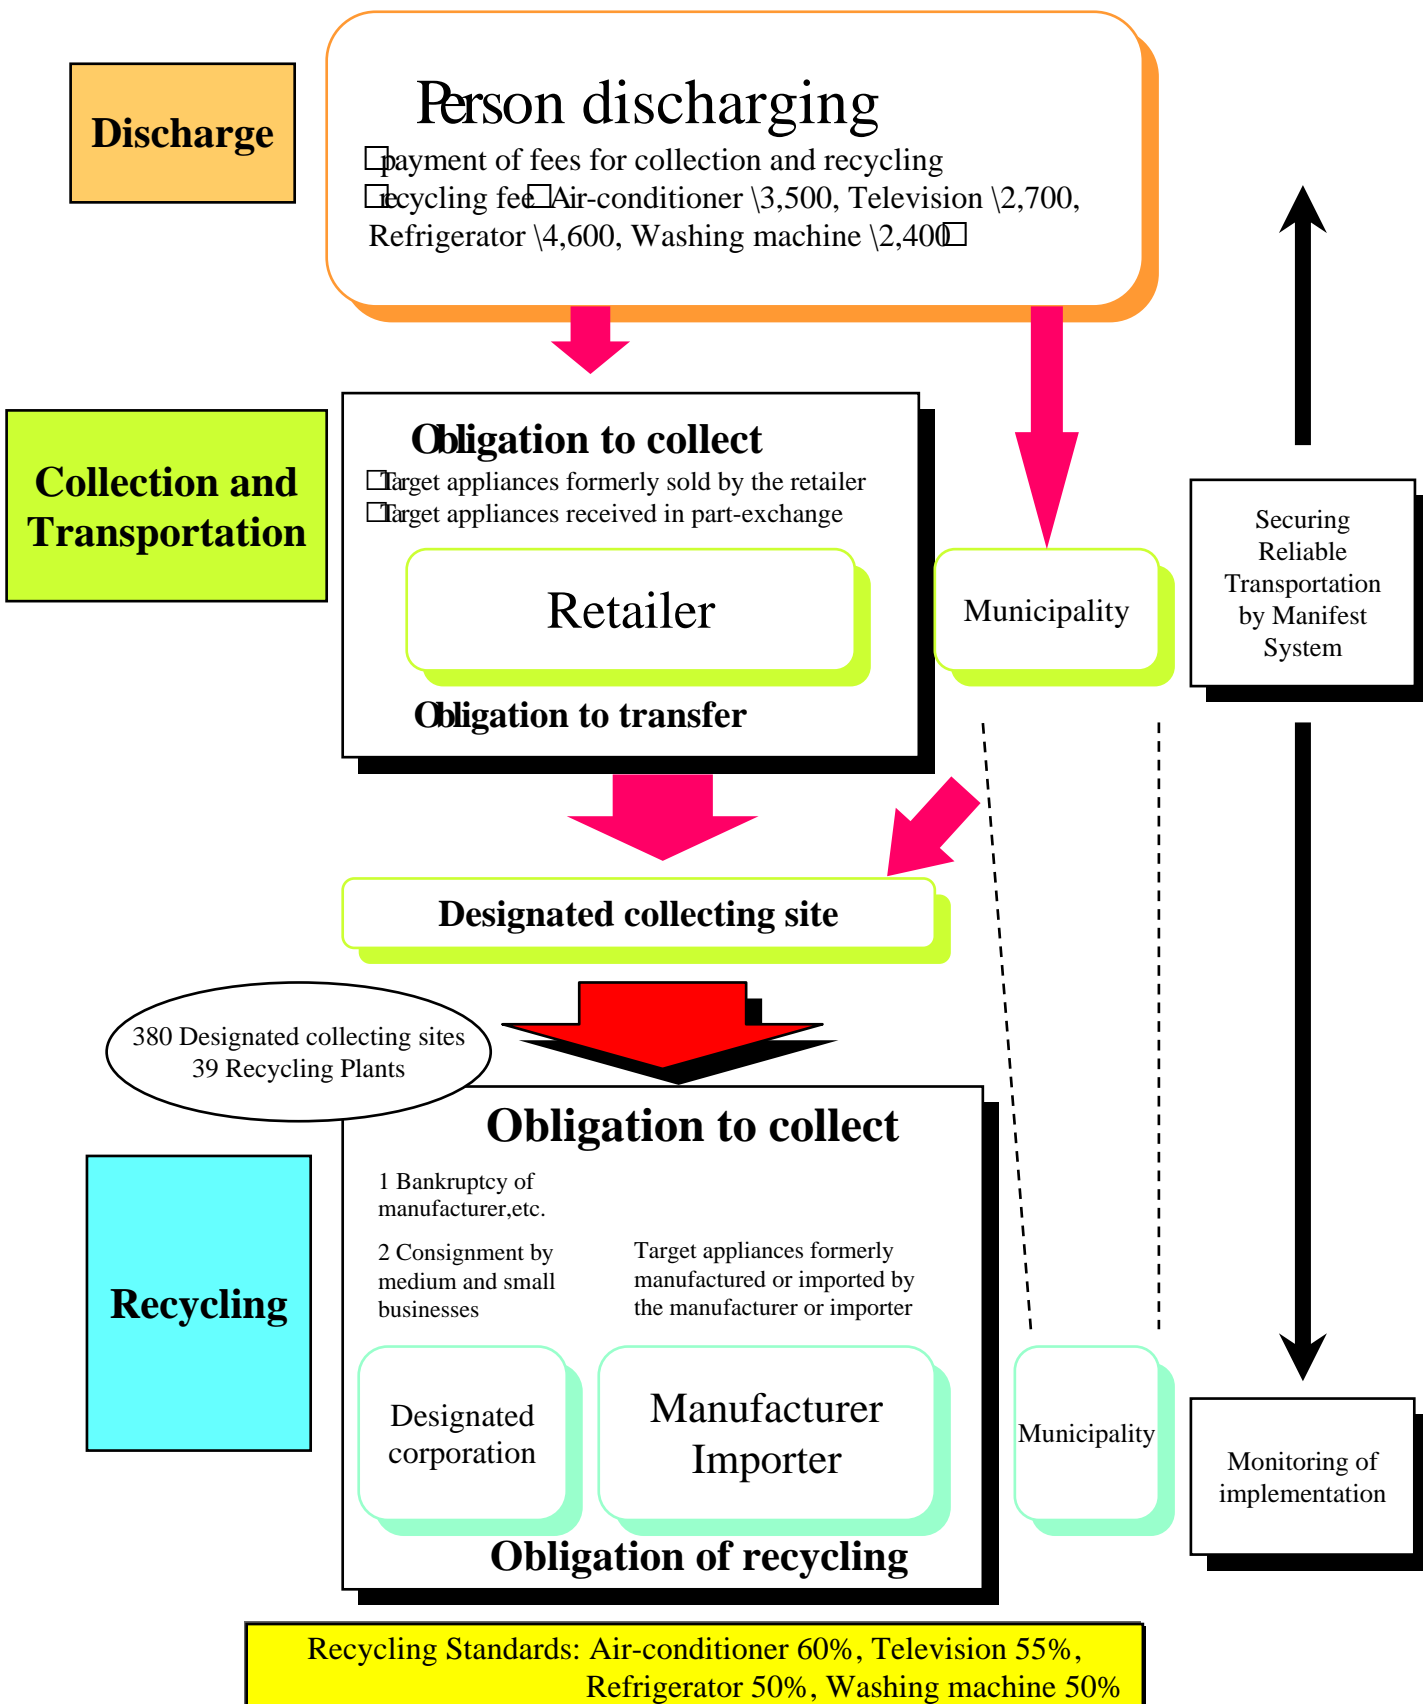 Discharge
Person discharging
□payment of fees for collection and recycling
□recycling fee□Air-conditioner \3,500, Television \2,700,
Refrigerator \4,600, Washing machine \2,400□
Collection and
Transportation
Obligation to collect
□Target appliances formerly sold by the retailer
□Target appliances received in part-exchange
Retailer
Obligation to transfer
Municipality
Securing
Reliable
Transportation
by Manifest
System
Designated collecting site
380 Designated collecting sites
39 Recycling Plants
Recycling
Obligation to collect
1 Bankruptcy of
manufacturer,etc.
2 Consignment by
medium and small
businesses
Target appliances formerly
manufactured or imported by
the manufacturer or importer
Designated
corporation
Manufacturer
Importer
Obligation of recycling
Municipality
Monitoring of
implementation
Recycling Standards: Air-conditioner 60%, Television 55%,
Refrigerator 50%, Washing machine 50%